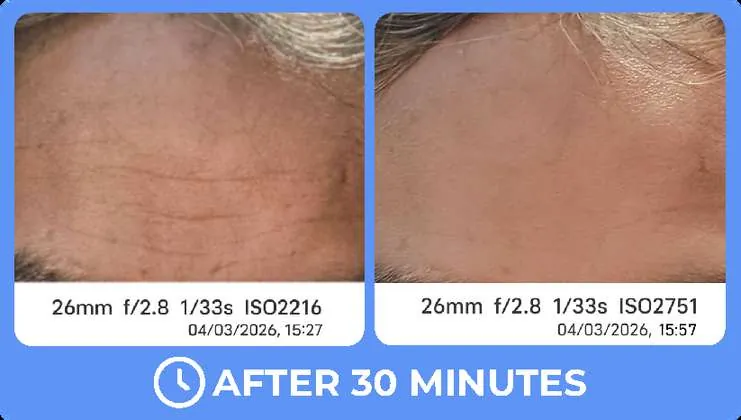 26mm f/2.8 1/33s ISO2216
04/03/2026, 15:27
26mm f/2.8 1/33s ISO2751
04/03/2026, 15:57
AFTER 30 MINUTES